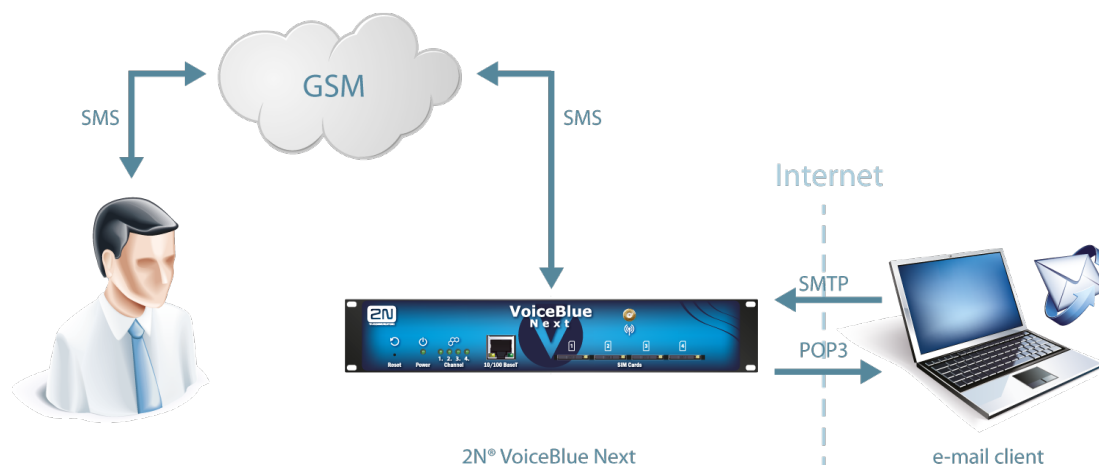 GSM
SMS
SMS
Internet
SMTP
POP3
2N
VoiceBlue
Next
1
2
3
4
1. 2. 3. 4.
Reset
Power
Channel
10/100 BaseT
SIM Cards
2N® VoiceBlue Next
e-mail client